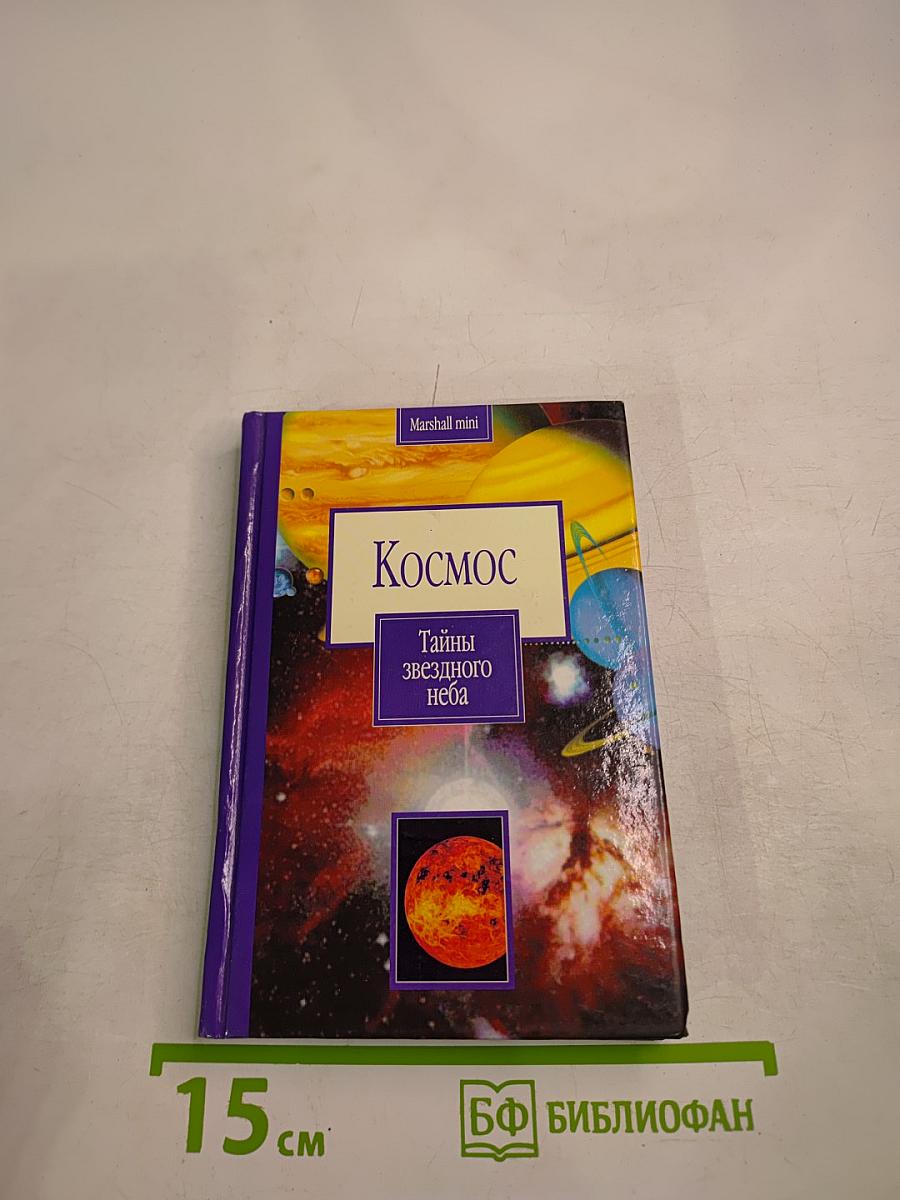 Marshall mini
Космос
Тайны
звездного
неба
15 см
БФ БИБЛИОФАН